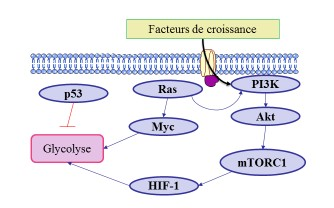 Facteurs de croissance
p53
Ras
PI3K
Myc
Akt
Glycolyse
mTORC1
HIF-1